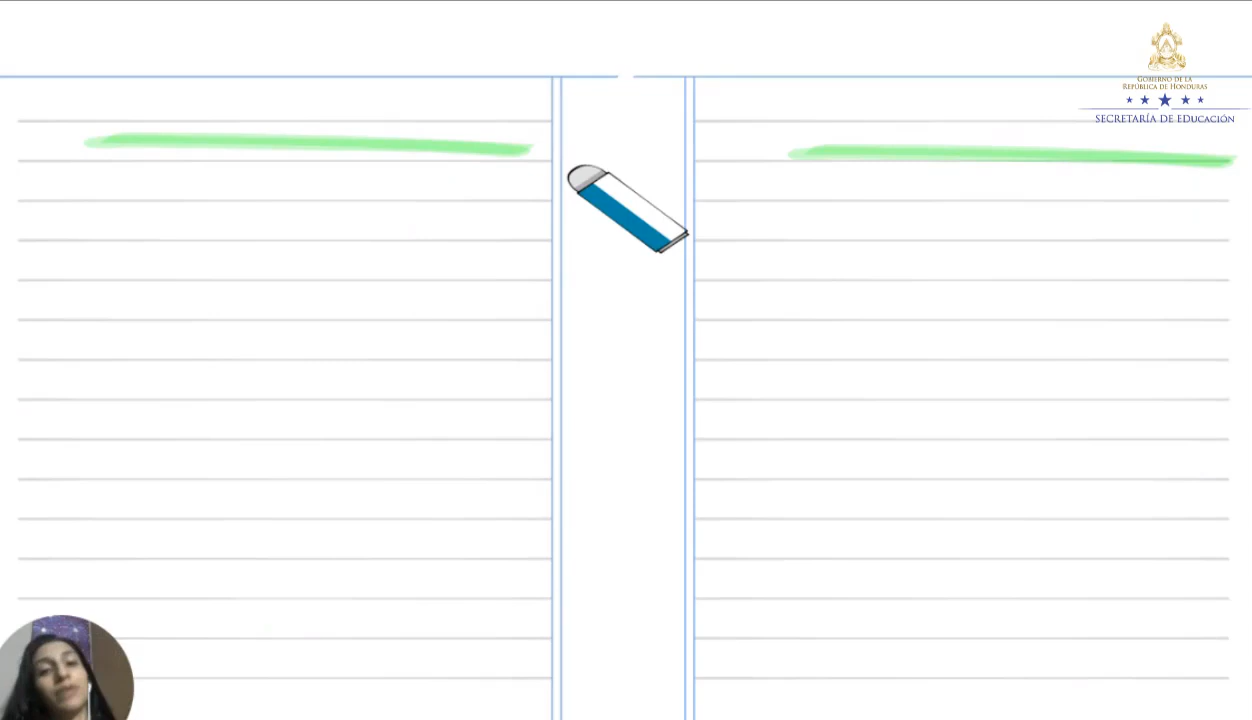 GOBIERNO DE LA
REPÚBLICA DE HONDURAS
SECRETARÍA DE EDUCACIÓN